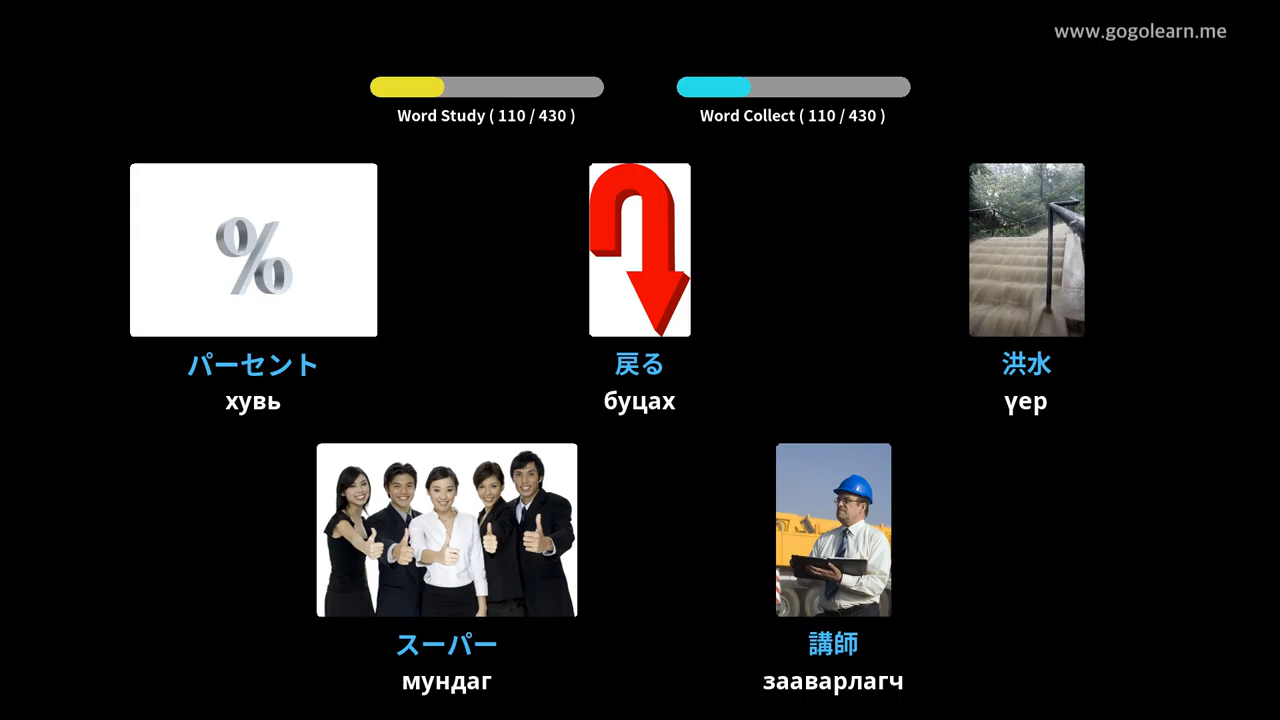 www.gogolearn.me
Word Study ( 110 / 430 )
Word Collect ( 110 / 430 )
%
パーセント
戻る
洪水
хувь
буцах
үер
スーパー
講師
мундаг
зааварлагч